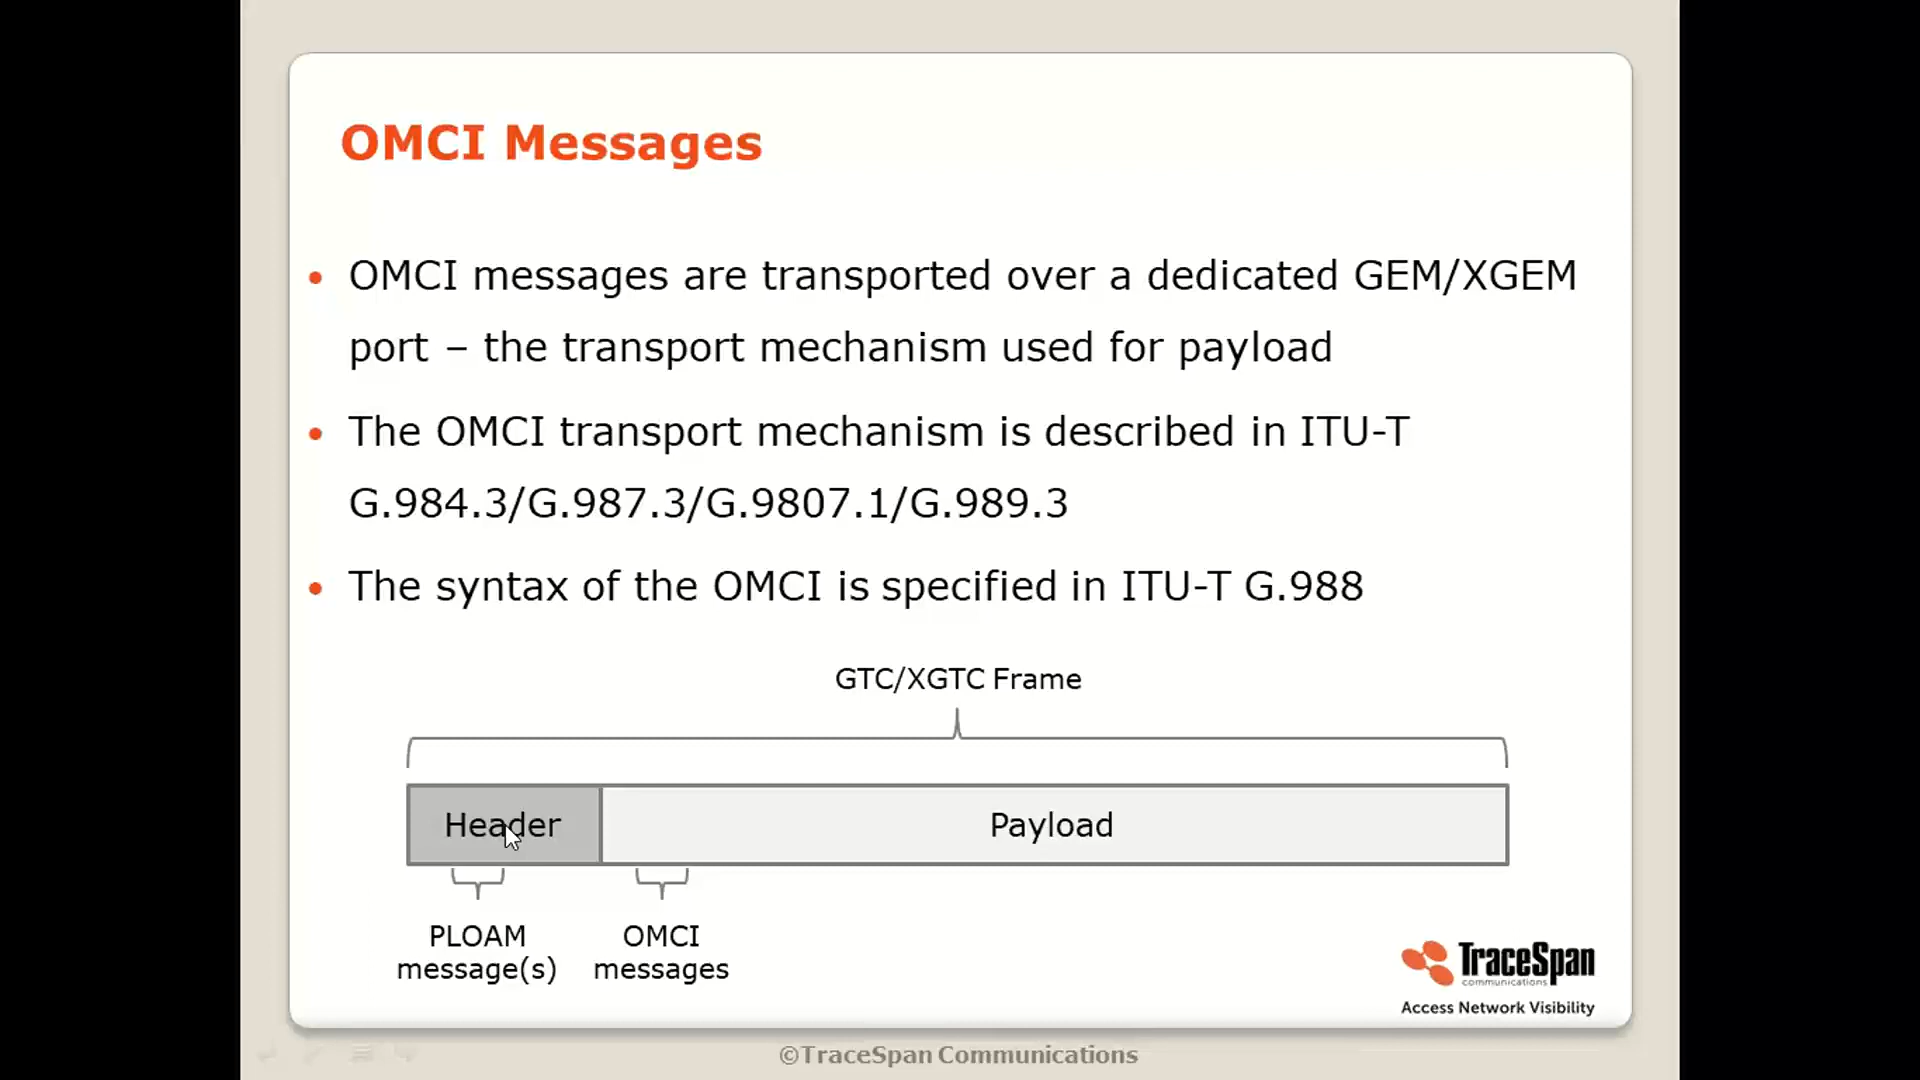 OMCI Messages
• OMCI messages are transported over a dedicated GEM/XGEM
port – the transport mechanism used for payload
• The OMCI transport mechanism is described in ITU-T
G.984.3/G.987.3/G.9807.1/G.989.3
• The syntax of the OMCI is specified in ITU-T G.988
GTC/XGTC Frame
Header
Payload
PLOAM
message(s)
OMCI
messages
TraceSpan
communications
Access Network Visibility
©TraceSpan Communications